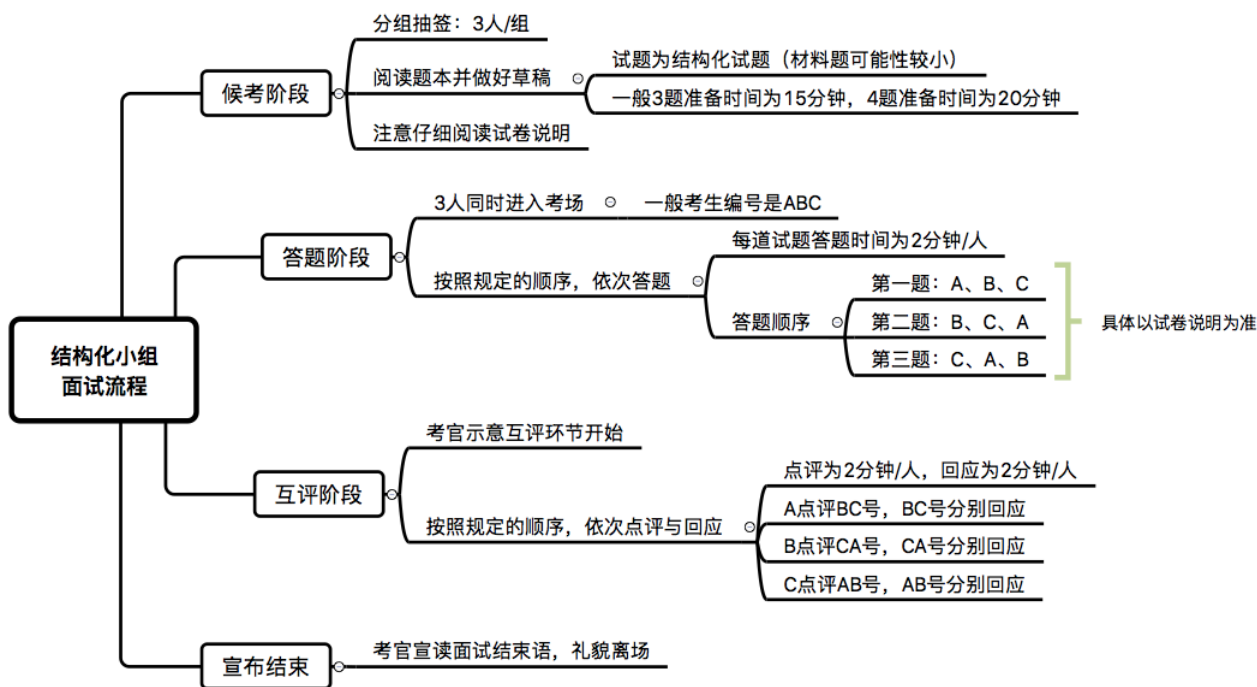 结构化小组
面试流程
候考阶段
分组抽签：3人/组
阅读题本并做好草稿
试题为结构化试题（材料题可能性较小）
一般3题准备时间为15分钟，4题准备时间为20分钟
注意仔细阅读试卷说明
答题阶段
3人同时进入考场
一般考生编号是ABC
按照规定的顺序，依次答题
每道试题答题时间为2分钟/人
答题顺序
第一题：A、B、C
第二题：B、C、A
第三题：C、A、B
具体以试卷说明为准
互评阶段
考官示意互评环节开始
按照规定的顺序，依次点评与回应
点评为2分钟/人，回应为2分钟/人
A点评BC号，BC号分别回应
B点评CA号，CA号分别回应
C点评AB号，AB号分别回应
宣布结束
考官宣读面试结束语，礼貌离场